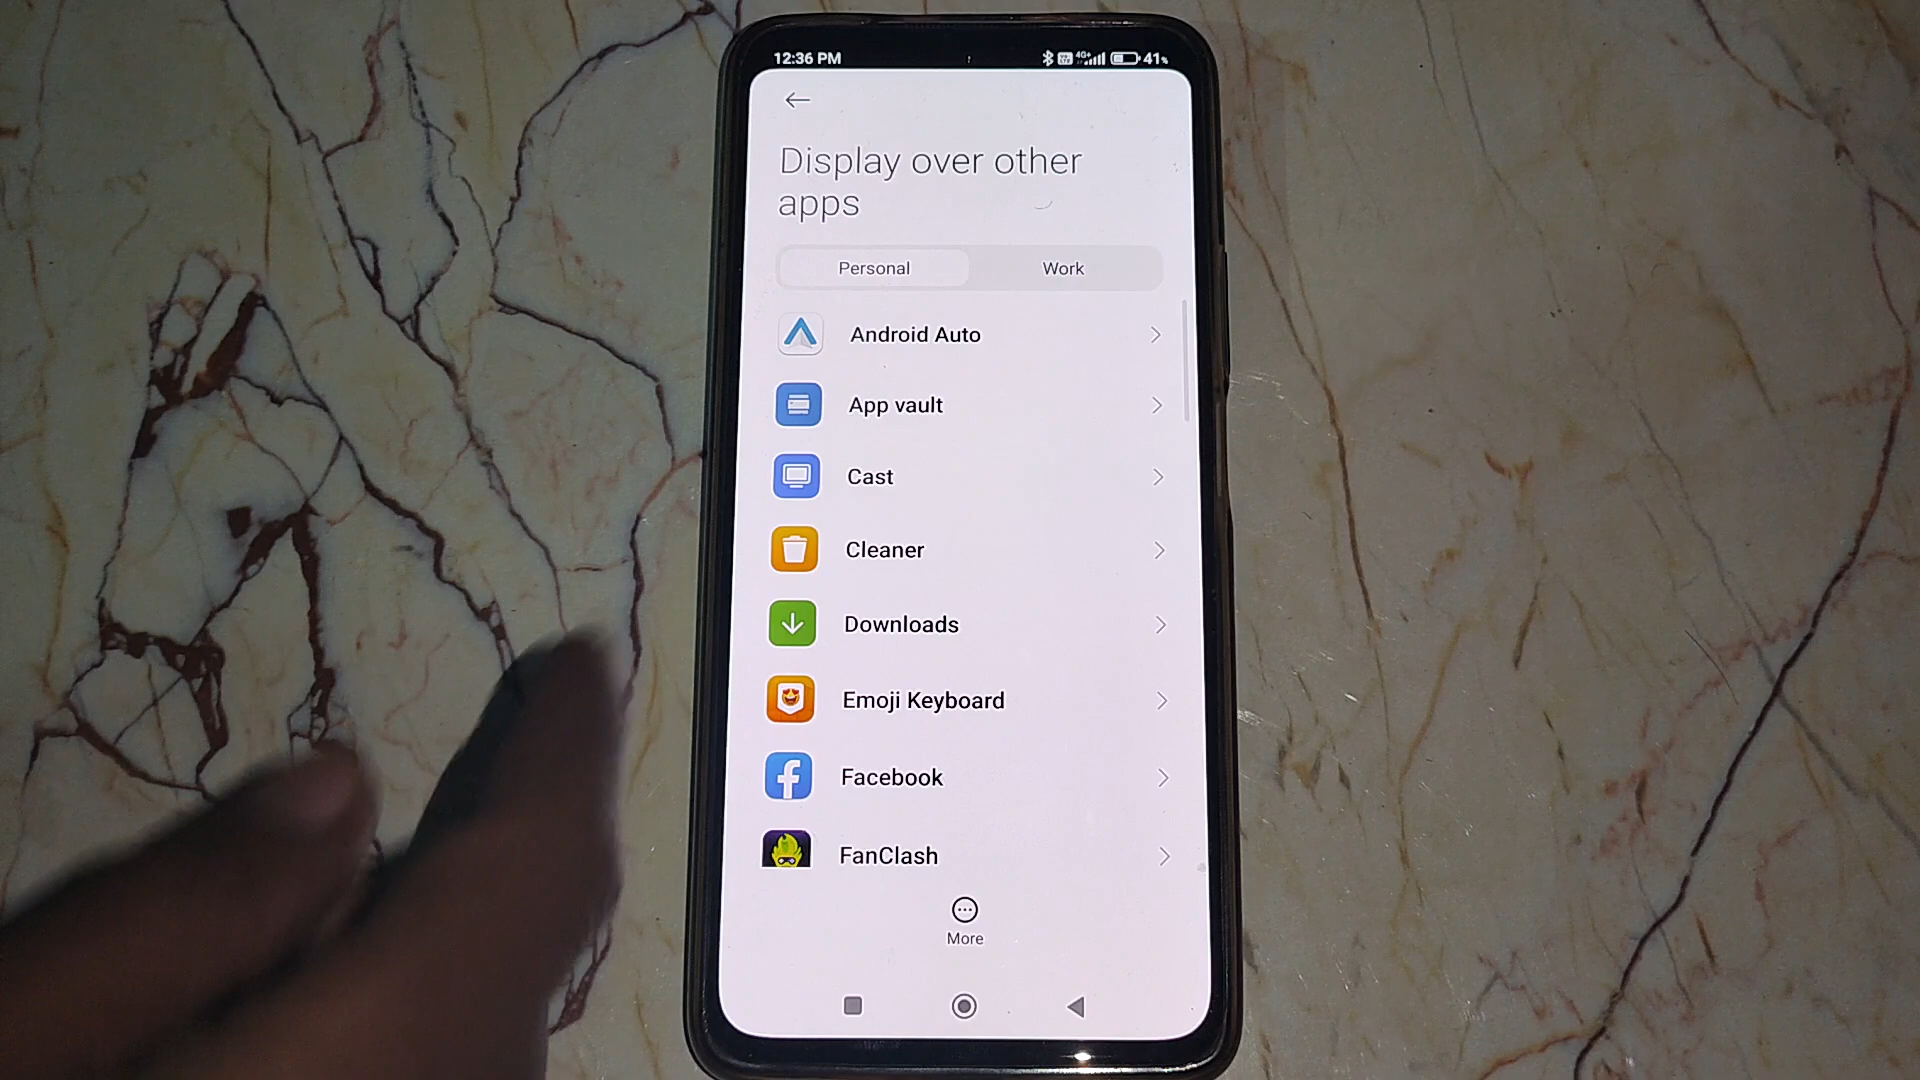 12:36 PM
4G+ 41%
Display over other
apps
Personal
Work
Android Auto
App vault
Cast
Cleaner
Downloads
Emoji Keyboard
Facebook
FanClash
More